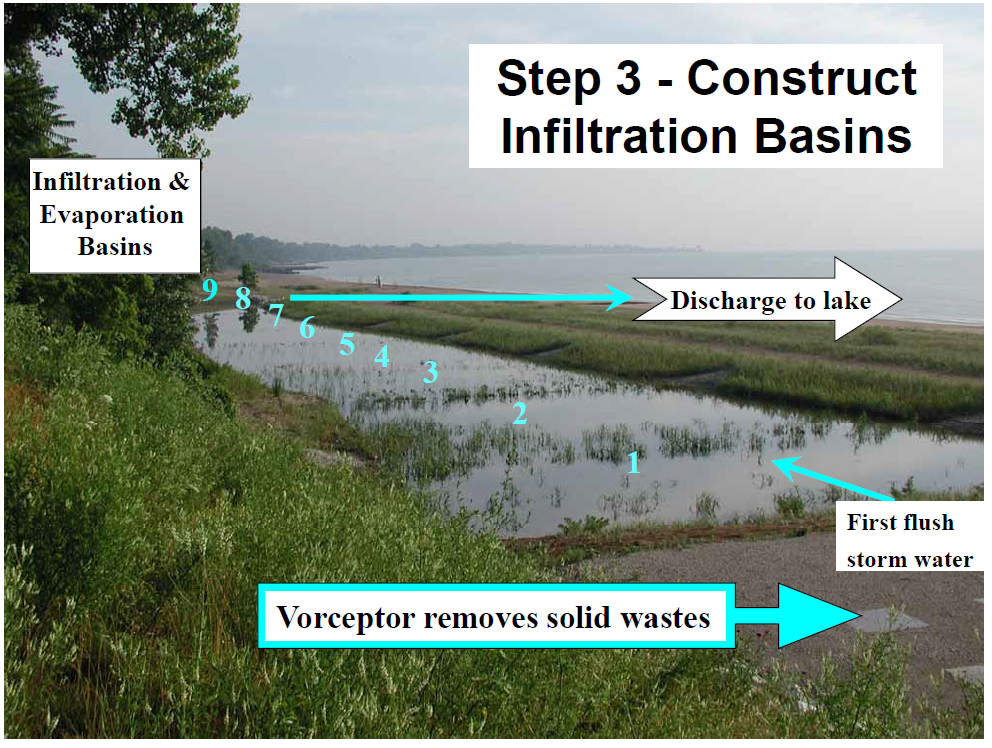 Step 3 - Construct
Infiltration Basins
Infiltration &
Evaporation
Basins
9
8
7
6
5
4
3
2
1
Discharge to lake
First flush
storm water
Vorceptor removes solid wastes